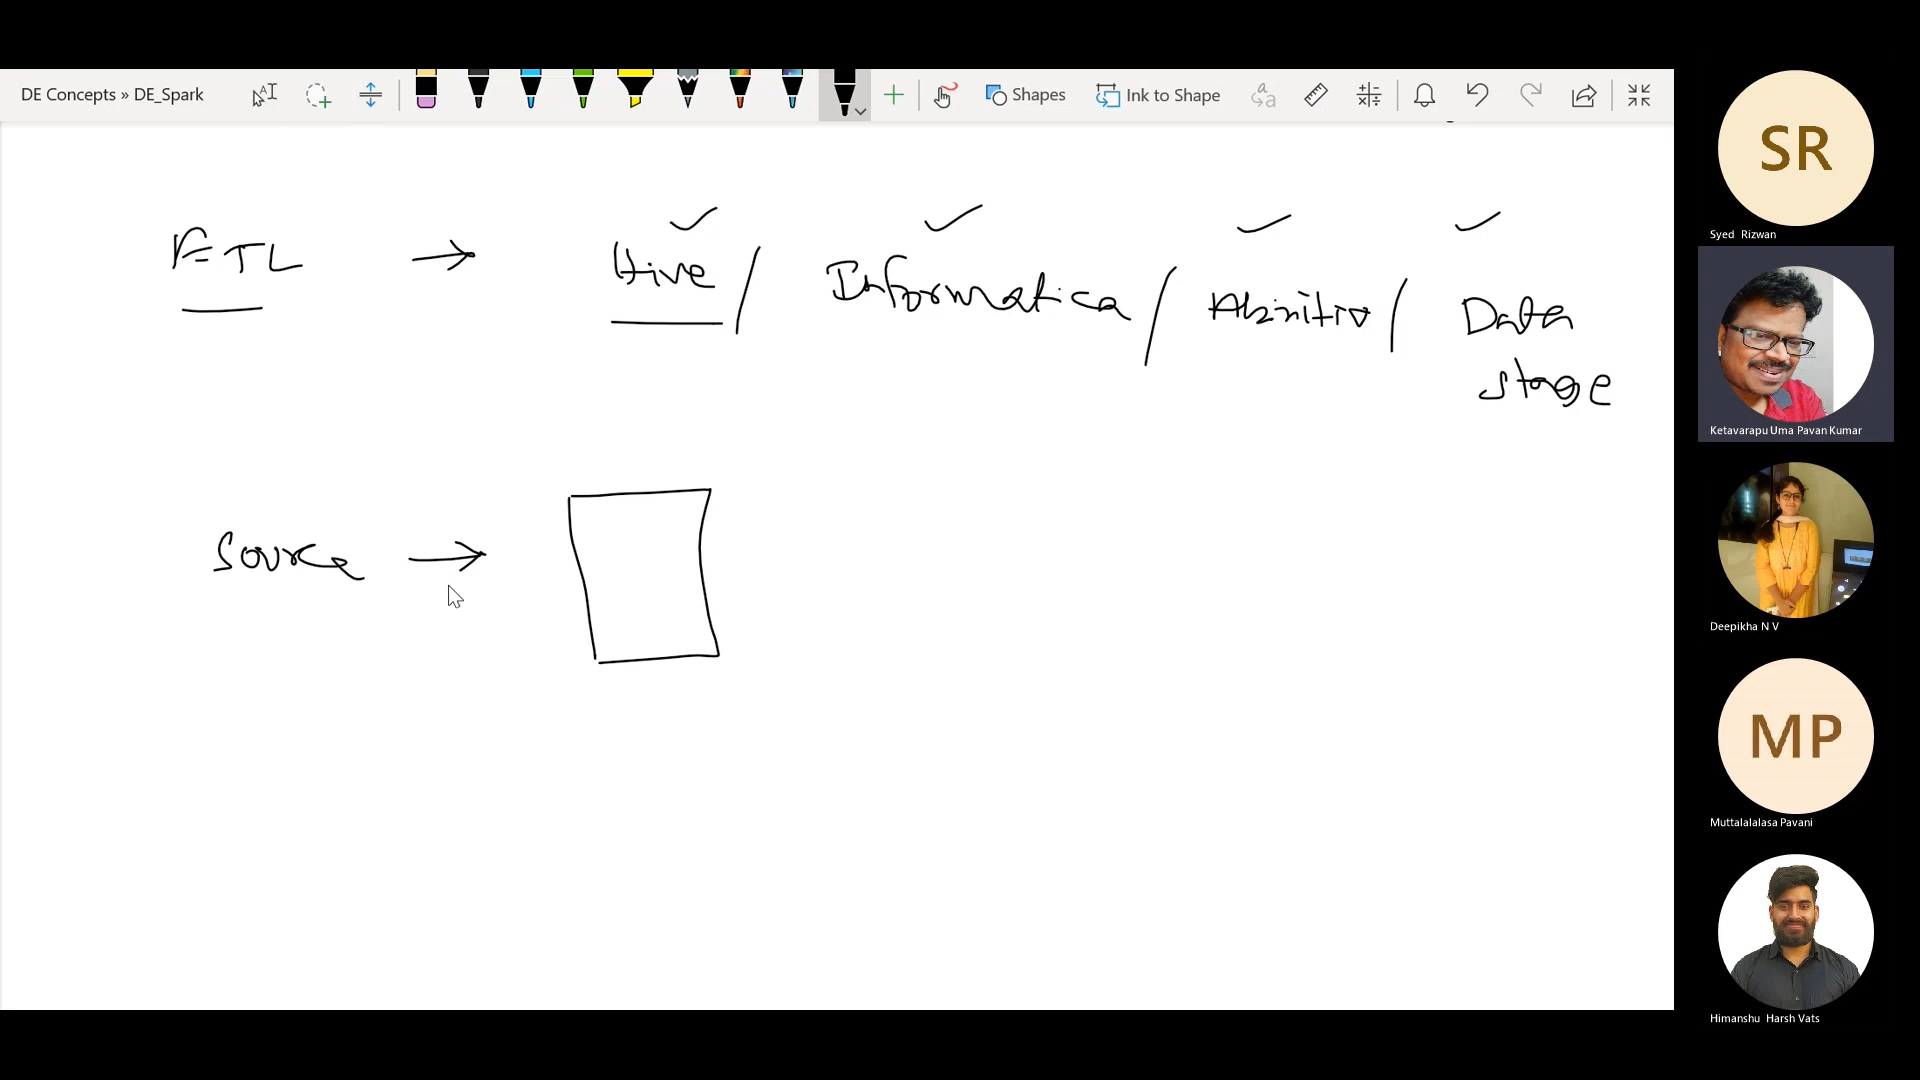 DE Concepts » DE_Spark
Shapes
Ink to Shape
SR
Syed Rizwan
ETL → Hive / Informatica / Abinitio / Data
stage
Ketavarapu Uma Pavan Kumar
Source →
Deepikha N V
MP
Muttalalalasa Pavani
Himanshu Harsh Vats